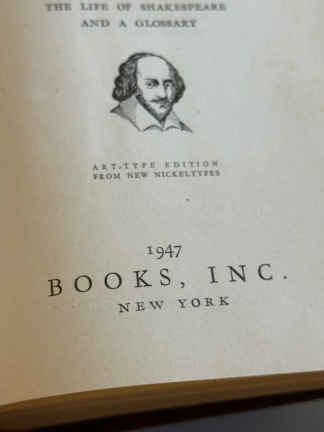 THE LIFE OF SHAKESPEARE
AND A GLOSSARY
ART-TYPE EDITION
FROM NEW NICKELTYPES
1947
BOOKS, INC.
NEW YORK